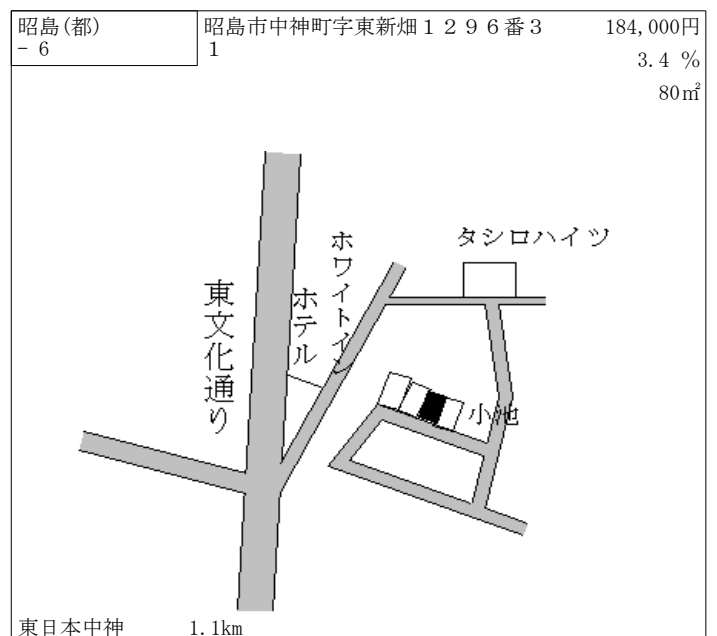 昭島(都)
－６
昭島市中神町字東新畑１２９６番３
１
184,000円
3.4 %
80㎡
タシロハイツ
ホワイトイン
ホテル
東文化通り
小池
東日本中神 1.1km